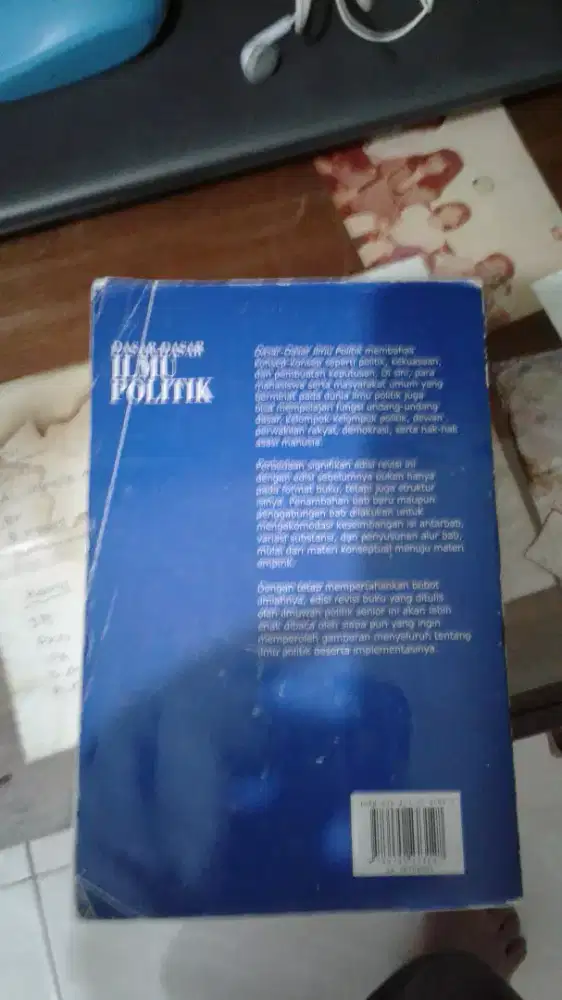 DASAR-DASAR
ILMU
POLITIK
Dasar-Dasar Ilmu Politik membahas
konsep-konsep seperti politik, kekuasaan,
dan pembuatan keputusan. Di sini, para
mahasiswa serta masyarakat umum yang
berminat pada dunia ilmu politik juga
bisa mempelajari fungsi undang-undang
dasar, kelompok-kelompok politik, dewan
perwakilan rakyat, demokrasi, serta hak-hak
asasi manusia.
Perbedaan signifikan edisi revisi ini
dengan edisi sebelumnya bukan hanya
pada format buku, tetapi juga struktur
isinya. Penambahan bab baru maupun
penggabungan bab dilakukan untuk
mengakomodasi keseimbangan isi antarbab,
variasi substansi, dan penyusunan alur bab,
mulai dari materi konseptual menuju materi
empirik.
Dengan tetap mempertahankan bobot
ilmiahnya, edisi revisi buku yang ditulis
oleh ilmuwan politik senior ini akan lebih
enak dibaca oleh siapa pun yang ingin
memperoleh gambaran menyeluruh tentang
ilmu politik beserta implementasinya.
ISBN